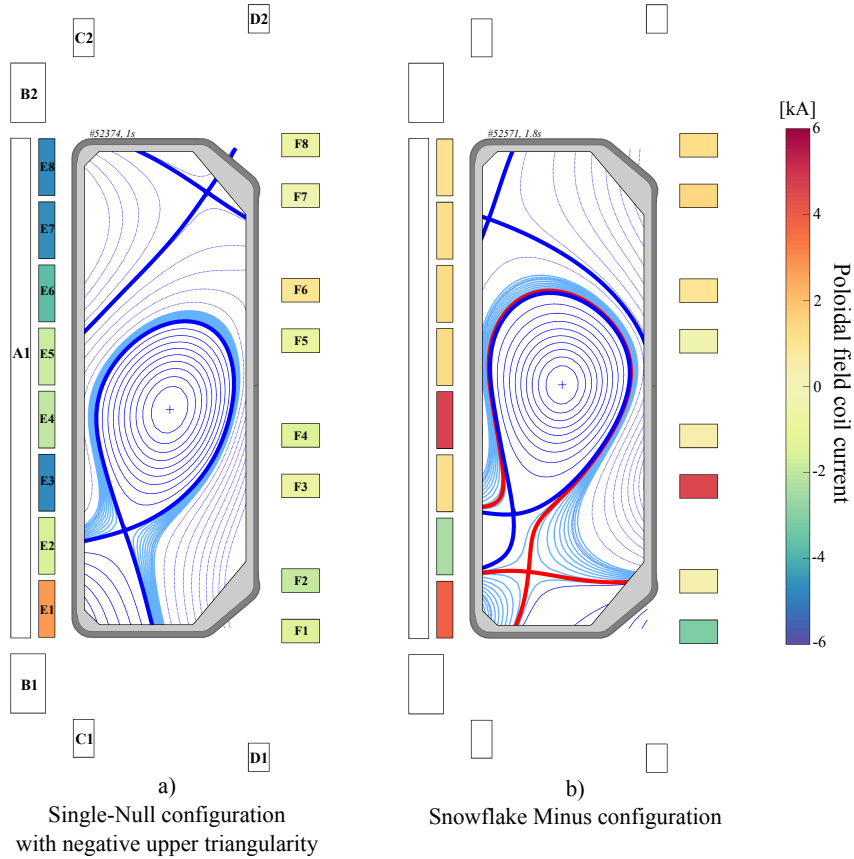 D2
C2
B2
#52374, 1s
#52571, 1.8s
[kA]
6
F8
E8
F7
4
E7
E6
F6
2
A1
E5
F5
0
E4
F4
-2
E3
F3
E2
-4
F2
E1
F1
-6
Poloidal field coil current
B1
C1
D1
a)
Single-Null configuration
with negative upper triangularity
b)
Snowflake Minus configuration